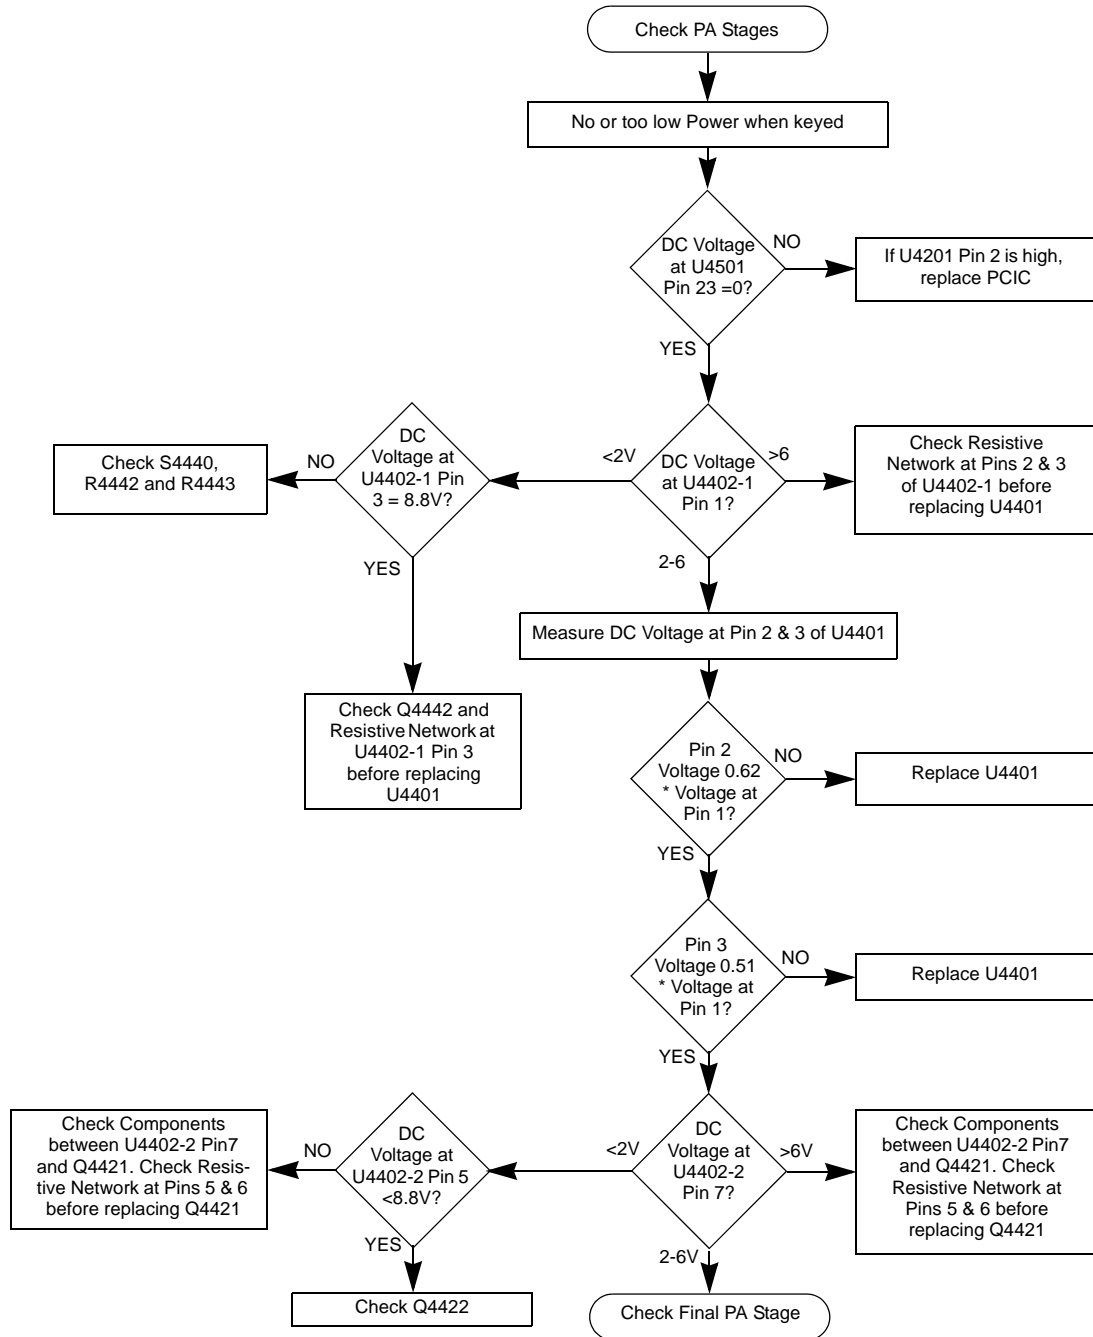 Check PA Stages
No or too low Power when keyed
DC Voltage
at U4501
Pin 23 =0?
NO
If U4201 Pin 2 is high,
replace PCIC
YES
DC
Voltage at
U4402-1 Pin
3 = 8.8V?
NO
Check S4440,
R4442 and R4443
<2V
DC Voltage
at U4402-1
Pin 1?
>6
Check Resistive
Network at Pins 2 & 3
of U4402-1 before
replacing U4401
YES
2-6
Measure DC Voltage at Pin 2 & 3 of U4401
Check Q4442 and
Resistive Network at
U4402-1 Pin 3
before replacing
U4401
Pin 2
Voltage 0.62
* Voltage at
Pin 1?
NO
Replace U4401
YES
Pin 3
Voltage 0.51
* Voltage at
Pin 1?
NO
Replace U4401
YES
Check Components
between U4402-2 Pin7
and Q4421. Check Resis-
tive Network at Pins 5 & 6
before replacing Q4421
NO
DC
Voltage at
U4402-2 Pin 5
<8.8V?
<2V
DC
Voltage at
U4402-2
Pin 7?
>6V
Check Components
between U4402-2 Pin7
and Q4421. Check
Resistive Network at
Pins 5 & 6 before
replacing Q4421
YES
2-6V
Check Q4422
Check Final PA Stage